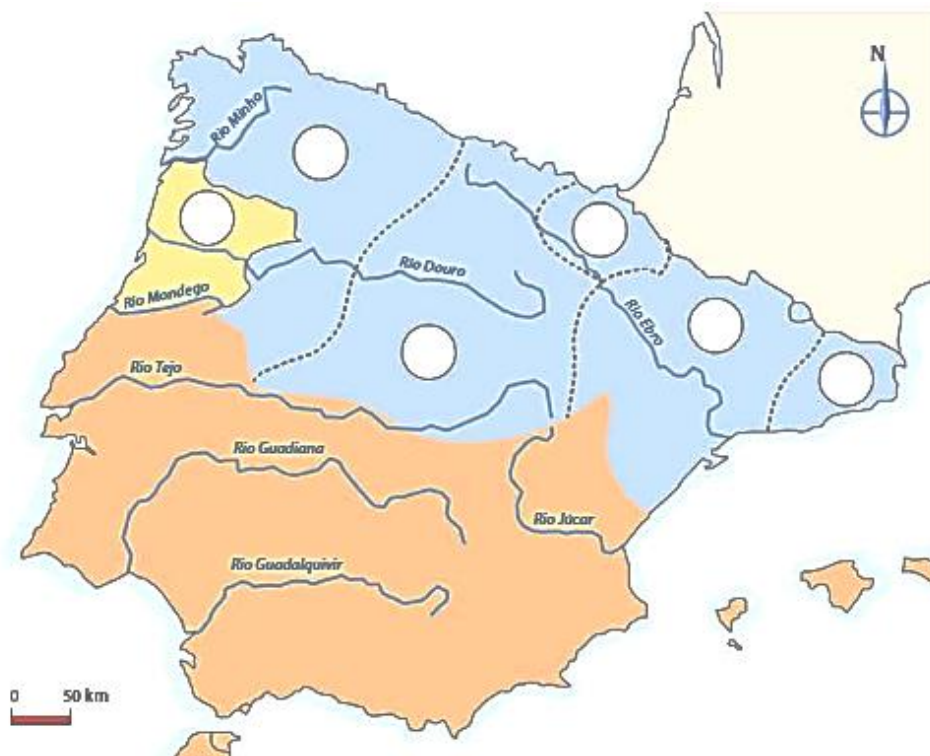 N
Rio Minho
Rio Douro
Rio Mondego
Rio Ebro
Rio Tejo
Rio Guadiana
Rio Júcar
Rio Guadalquivir
0 50 km